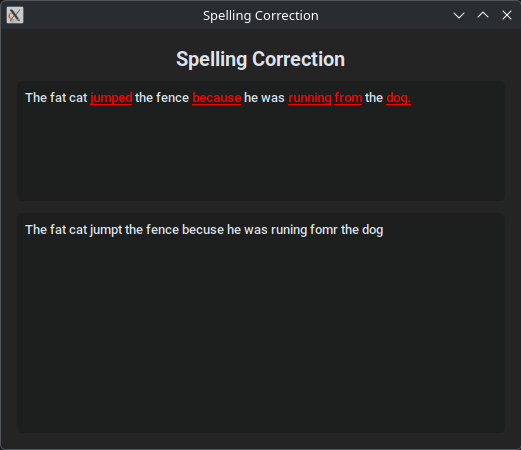 Spelling Correction
Spelling Correction
The fat cat jumped the fence because he was running from the dog.
The fat cat jumpt the fence becuse he was runing fomr the dog